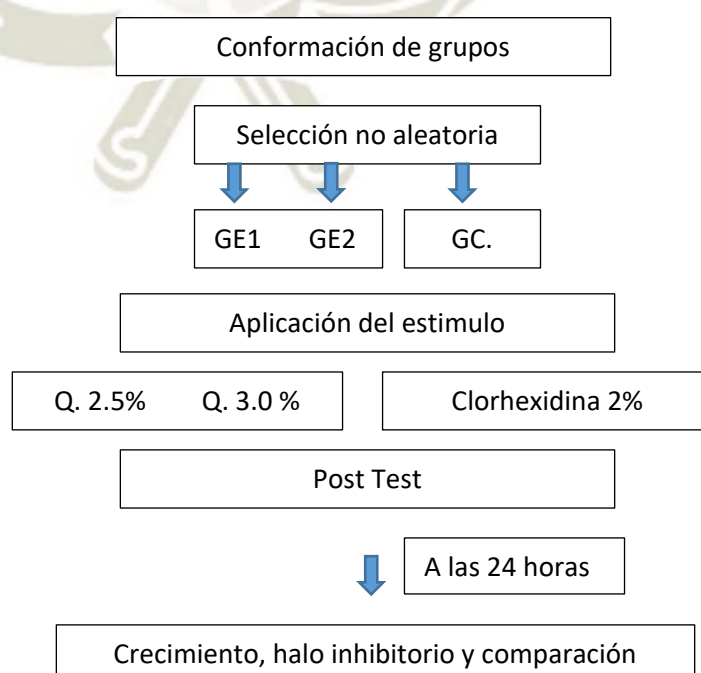 Conformación de grupos
Selección no aleatoria
GE1 GE2 GC.
Aplicación del estimulo
Q. 2.5% Q. 3.0 % Clorhexidina 2%
Post Test
A las 24 horas
Crecimiento, halo inhibitorio y comparación